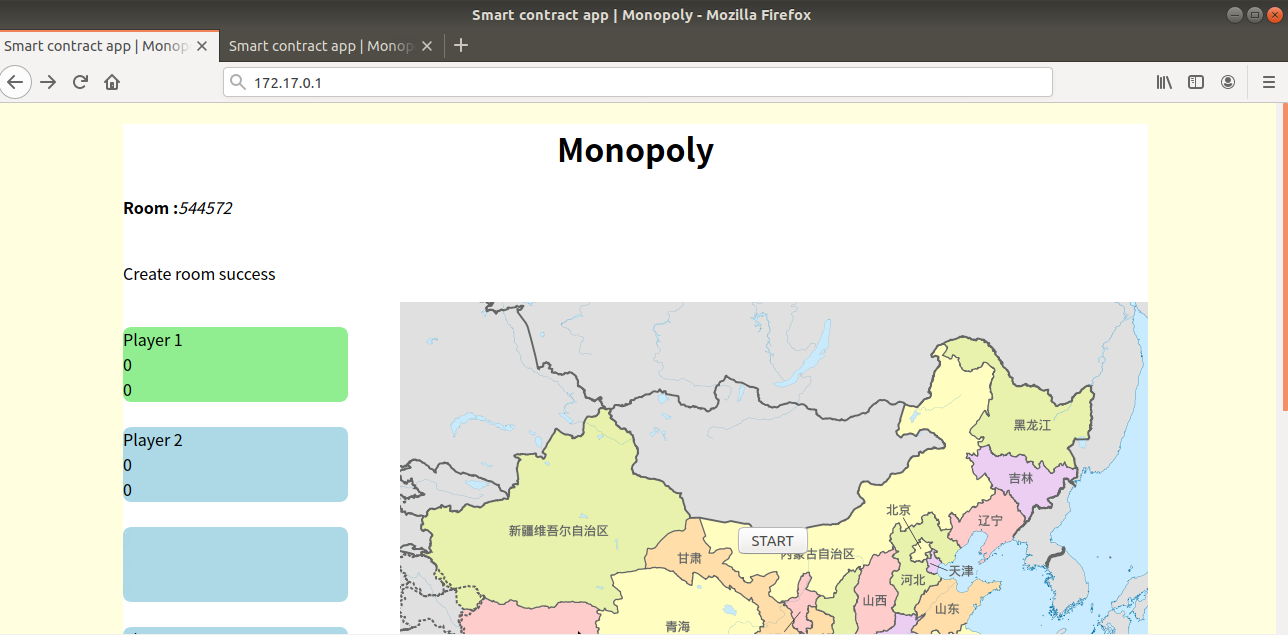 Smart contract app | Monopoly - Mozilla Firefox
Smart contract app | Monop
Smart contract app | Monop
172.17.0.1
Monopoly
Room :544572
Create room success
Player 1
0
0
Player 2
0
0
黑龙江
吉林
辽宁
北京
新疆维吾尔自治区
START
内蒙古自治区
甘肃
天津
河北
山西
山东
青海